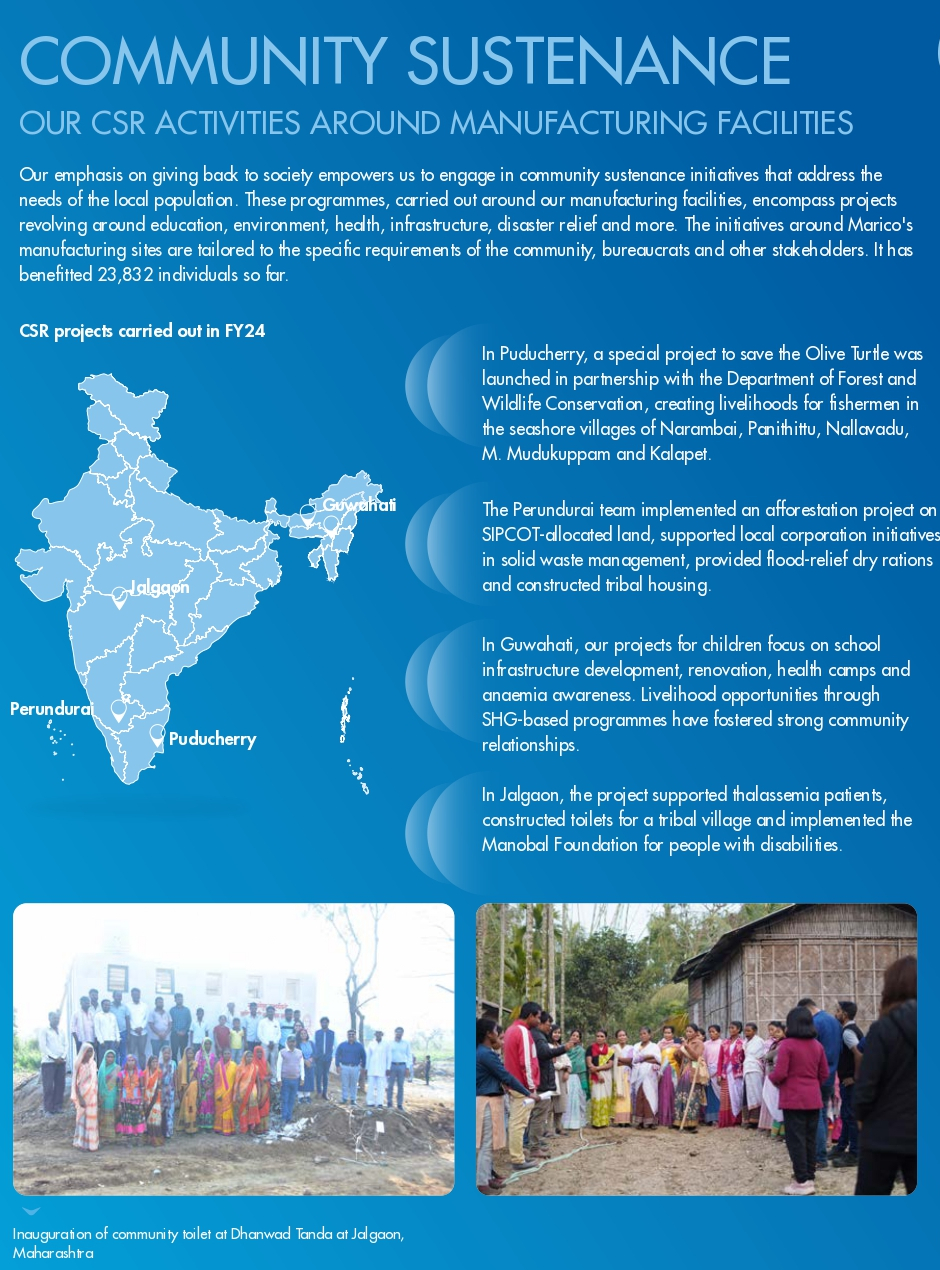 COMMUNITY SUSTENANCE
OUR CSR ACTIVITIES AROUND MANUFACTURING FACILITIES
Our emphasis on giving back to society empowers us to engage in community sustenance initiatives that address the
needs of the local population. These programmes, carried out around our manufacturing facilities, encompass projects
revolving around education, environment, health, infrastructure, disaster relief and more. The initiatives around Marico's
manufacturing sites are tailored to the specific requirements of the community, bureaucrats and other stakeholders. It has
benefitted 23,832 individuals so far.
CSR projects carried out in FY24
Guwahati
Jalgaon
Perundurai
Puducherry
In Puducherry, a special project to save the Olive Turtle was
launched in partnership with the Department of Forest and
Wildlife Conservation, creating livelihoods for fishermen in
the seashore villages of Narambai, Panithittu, Nallavadu,
M. Mudukuppam and Kalapet.
The Perundurai team implemented an afforestation project on
SIPCOT-allocated land, supported local corporation initiatives
in solid waste management, provided flood-relief dry rations
and constructed tribal housing.
In Guwahati, our projects for children focus on school
infrastructure development, renovation, health camps and
anaemia awareness. Livelihood opportunities through
SHG-based programmes have fostered strong community
relationships.
In Jalgaon, the project supported thalassemia patients,
constructed toilets for a tribal village and implemented the
Manobal Foundation for people with disabilities.
Inauguration of community toilet at Dhanwad Tanda at Jalgaon,
Maharashtra